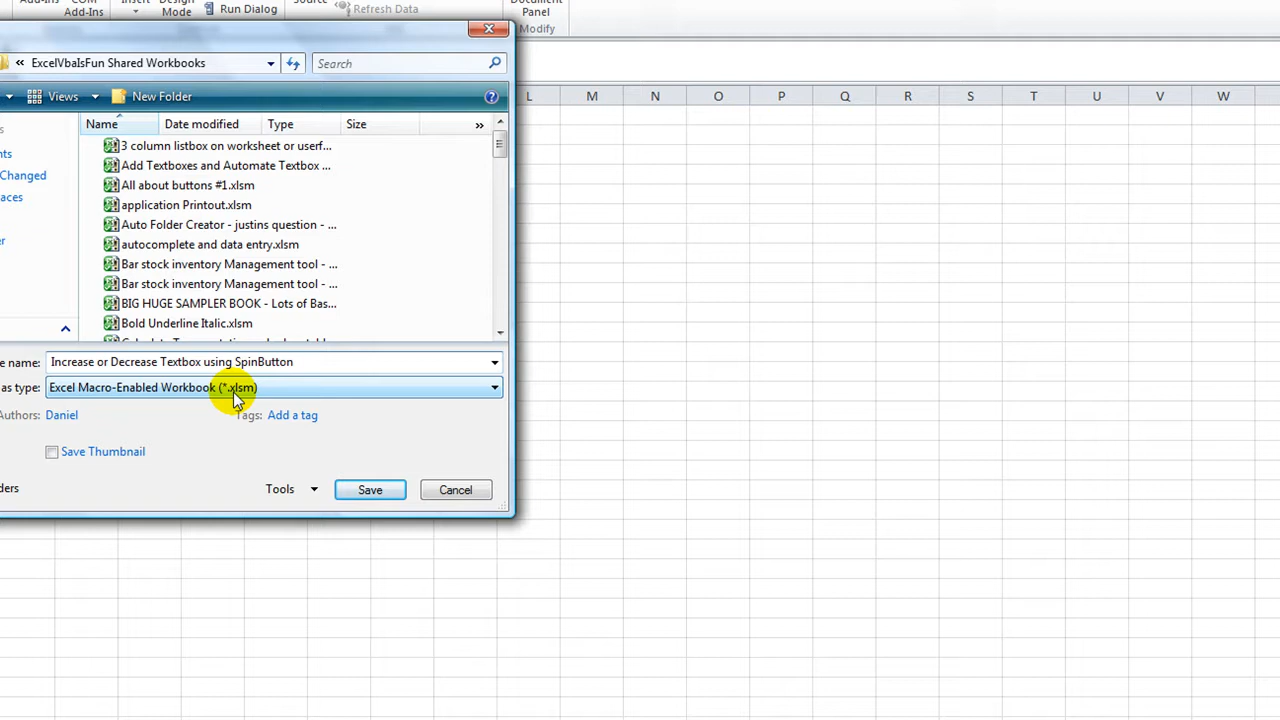 Add-Ins COM Insert Design Source Document
Add-Ins Mode Run Dialog Refresh Data Panel
Modify
ExcelVbaIsFun Shared Workbooks Search
Views New Folder
Name Date modified Type Size »
3 column listbox on worksheet or userf...
nts Add Textboxes and Automate Textbox ...
Changed All about buttons #1.xlsm
aces application Printout.xlsm
Auto Folder Creator - justins question - ...
autocomplete and data entry.xlsm
Bar stock inventory Management tool - ...
Bar stock inventory Management tool - ...
BIG HUGE SAMPLER BOOK - Lots of Bas...
Bold Underline Italic.xlsm
e name: Increase or Decrease Textbox using SpinButton
as type: Excel Macro-Enabled Workbook (*.xlsm)
Authors: Daniel Tags: Add a tag
Save Thumbnail
ders Tools Save Cancel
L M N O P Q R S T U V W